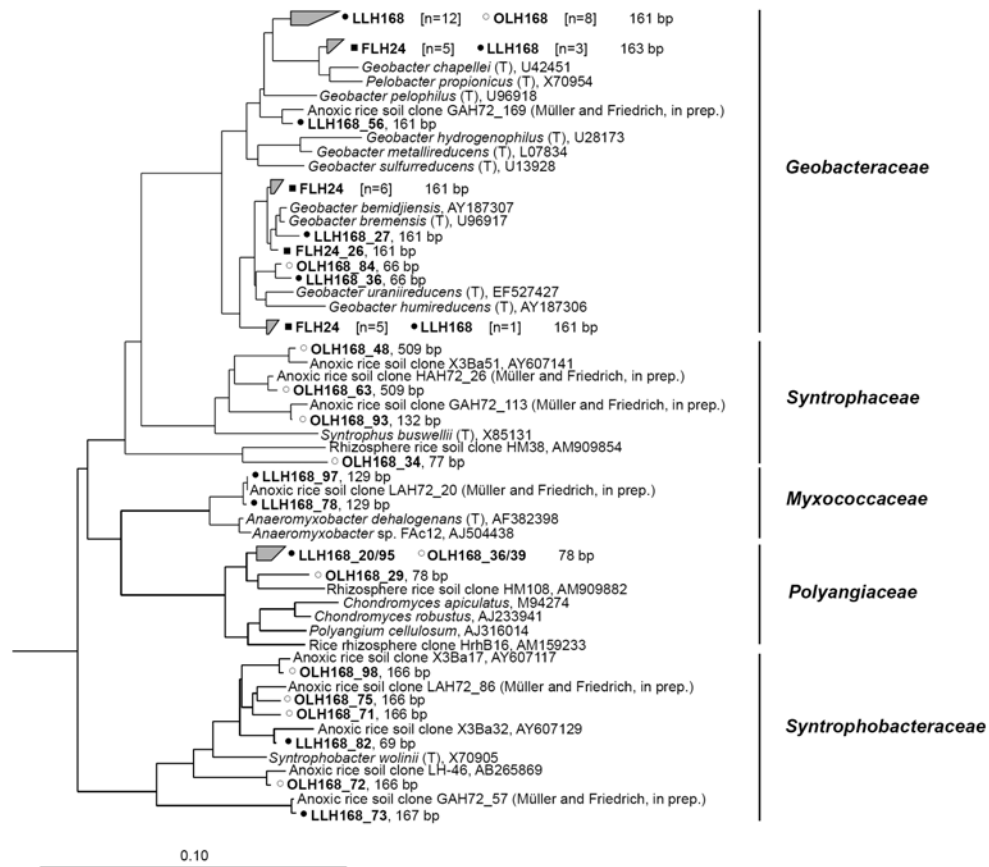 ●LLH168 [n=12] ○OLH168 [n=8] 161 bp
■FLH24 [n=5] ●LLH168 [n=3] 163 bp
Geobacter chapellei (T), U42451
Pelobacter propionicus (T), X70954
Geobacter pelophilus (T), U96918
Anoxic rice soil clone GAH72_169 (Müller and Friedrich, in prep.)
●LLH168_56, 161 bp
Geobacter hydrogenophilus (T), U28173
Geobacter metallireducens (T), L07834
Geobacter sulfurreducens (T), U13928
Geobacteraceae
■FLH24 [n=6] 161 bp
Geobacter bemidjiensis, AY187307
Geobacter bremensis (T), U96917
●LLH168_27, 161 bp
■FLH24_26, 161 bp
○OLH168_84, 66 bp
●LLH168_36, 66 bp
Geobacter uraniireducens (T), EF527427
Geobacter humireducens (T), AY187306
■FLH24 [n=5] ●LLH168 [n=1] 161 bp
○OLH168_48, 509 bp
Anoxic rice soil clone X3Ba51, AY607141
Anoxic rice soil clone HAH72_26 (Müller and Friedrich, in prep.)
○OLH168_63, 509 bp
Syntrophaceae
Anoxic rice soil clone GAH72_113 (Müller and Friedrich, in prep.)
○OLH168_93, 132 bp
Syntrophus buswellii (T), X85131
Rhizosphere rice soil clone HM38, AM909854
○OLH168_34, 77 bp
●LLH168_97, 129 bp
Anoxic rice soil clone LAH72_20 (Müller and Friedrich, in prep.)
Myxococcaceae
●LLH168_78, 129 bp
Anaeromyxobacter dehalogenans (T), AF382398
Anaeromyxobacter sp. FAc12, AJ504438
●LLH168_20/95 ○OLH168_36/39 78 bp
○OLH168_29, 78 bp
Rhizosphere rice soil clone HM108, AM909882
Polyangiaceae
Chondromyces apiculatus, M94274
Chondromyces robustus, AJ233941
Polyangium cellulosum, AJ316014
Rice rhizosphere clone HrhB16, AM159233
Anoxic rice soil clone X3Ba17, AY607117
○OLH168_98, 166 bp
Anoxic rice soil clone LAH72_86 (Müller and Friedrich, in prep.)
○OLH168_75, 166 bp
○OLH168_71, 166 bp
Syntrophobacteraceae
Anoxic rice soil clone X3Ba32, AY607129
●LLH168_82, 69 bp
Syntrophobacter wolinii (T), X70905
Anoxic rice soil clone LH-46, AB265869
○OLH168_72, 166 bp
Anoxic rice soil clone GAH72_57 (Müller and Friedrich, in prep.)
●LLH168_73, 167 bp
0.10